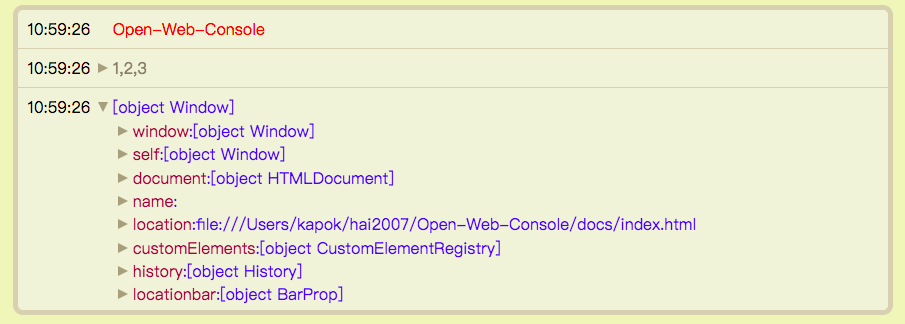 10:59:26 Open-Web-Console
10:59:26 ▶ 1,2,3
10:59:26 ▼ [object Window]
▶ window:[object Window]
▶ self:[object Window]
▶ document:[object HTMLDocument]
▶ name:
▶ location:file:///Users/kapok/hai2007/Open-Web-Console/docs/index.html
▶ customElements:[object CustomElementRegistry]
▶ history:[object History]
▶ locationbar:[object BarProp]